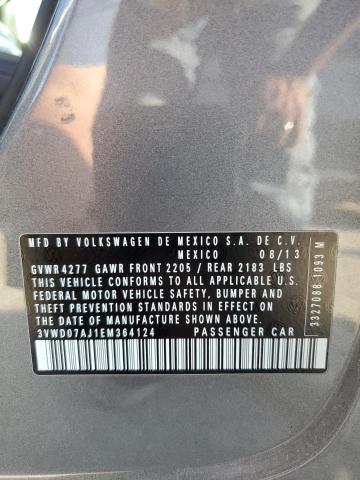 MFD BY VOLKSWAGEN DE MEXICO S.A. DE C.V.
MEXICO 08/13
GVWR 4277 GAWR FRONT 2205 / REAR 2183 LBS
THIS VEHICLE CONFORMS TO ALL APPLICABLE U.S.
FEDERAL MOTOR VEHICLE SAFETY, BUMPER AND
THEFT PREVENTION STANDARDS IN EFFECT ON THE
DATE OF MANUFACTURE SHOWN ABOVE.
3VWD07AJ1EM364124 PASSENGER CAR
3327088 1093 M